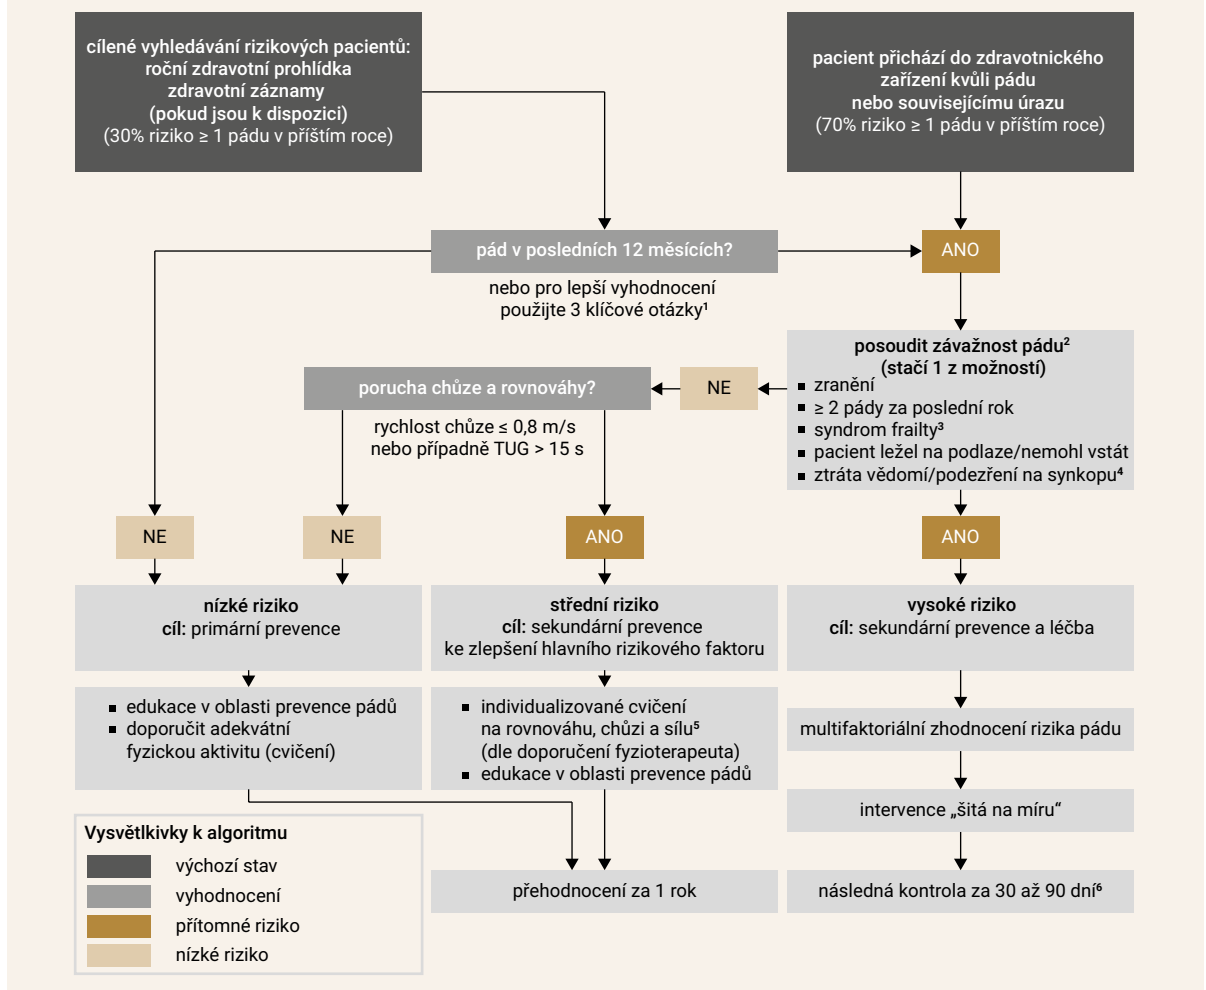 cílené vyhledávání rizikových pacientů:
roční zdravotní prohlídka
zdravotní záznamy
(pokud jsou k dispozici)
(30% riziko ≥ 1 pádu v příštím roce)
pacient přichází do zdravotnického
zařízení kvůli pádu
nebo souvisejícímu úrazu
(70% riziko ≥ 1 pádu v příštím roce)
pád v posledních 12 měsících?
ANO
nebo pro lepší vyhodnocení
použijte 3 klíčové otázky¹
posoudit závažnost pádu²
(stačí 1 z možností)
▪ zranění
▪ ≥ 2 pády za poslední rok
▪ syndrom frailty³
▪ pacient ležel na podlaze/nemohl vstát
▪ ztráta vědomí/podezření na synkopu⁴
NE
porucha chůze a rovnováhy?
rychlost chůze ≤ 0,8 m/s
nebo případně TUG > 15 s
NE
NE
ANO
ANO
nízké riziko
cíl: primární prevence
střední riziko
cíl: sekundární prevence
ke zlepšení hlavního rizikového faktoru
vysoké riziko
cíl: sekundární prevence a léčba
▪ edukace v oblasti prevence pádů
▪ doporučit adekvátní
fyzickou aktivitu (cvičení)
▪ individualizované cvičení
na rovnováhu, chůzi a sílu⁵
(dle doporučení fyzioterapeuta)
▪ edukace v oblasti prevence pádů
multifaktoriální zhodnocení rizika pádu
intervence „šitá na míru“
přehodnocení za 1 rok
následná kontrola za 30 až 90 dní⁶
Vysvětlkivky k algoritmu
výchozí stav
vyhodnocení
přítomné riziko
nízké riziko